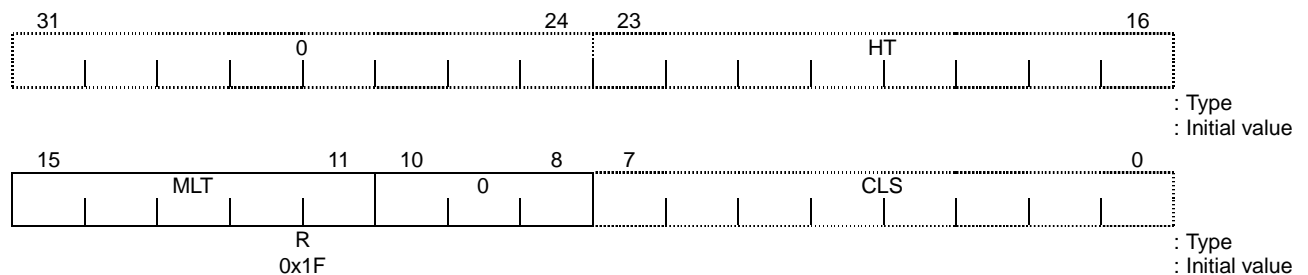 31 24 23 16
0 HT
: Type
: Initial value
15 11 10 8 7 0
MLT 0 CLS
R : Type
0x1F : Initial value